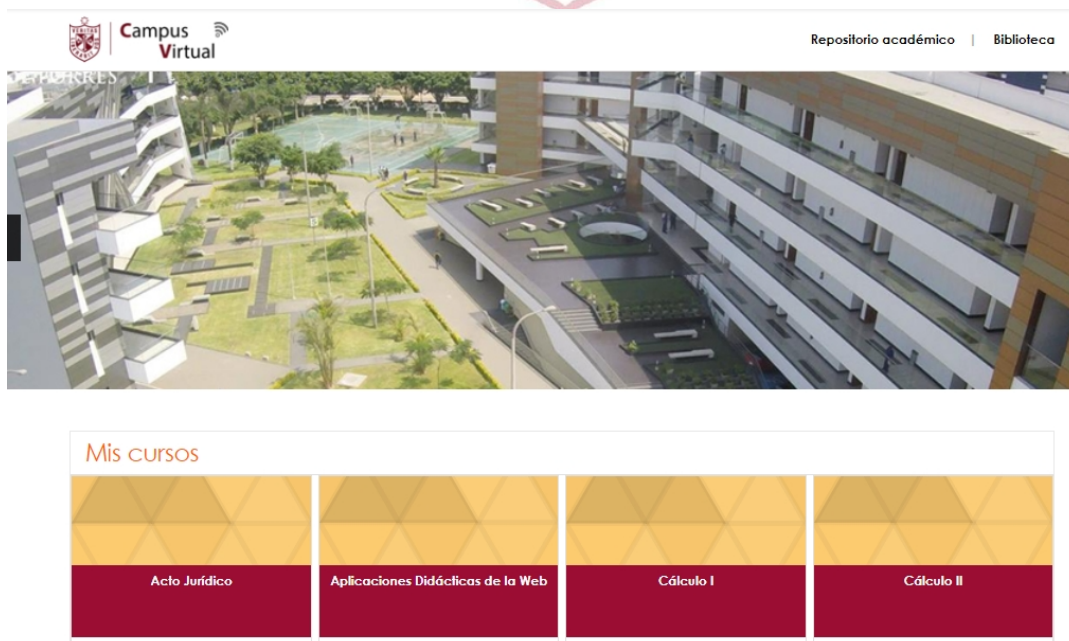 Campus
Virtual
Repositorio académico | Biblioteca
Mis cursos
Acto Jurídico
Aplicaciones Didácticas de la Web
Cálculo I
Cálculo II